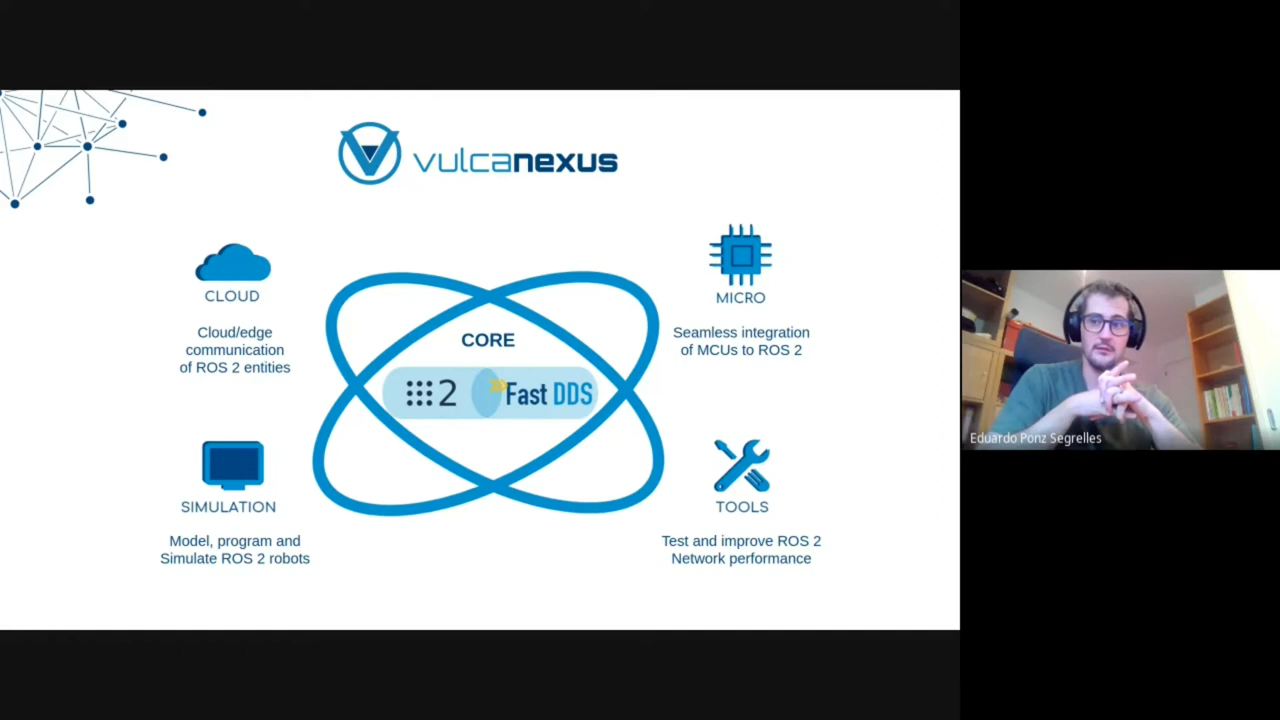 vulcanexus
CLOUD
Cloud/edge
communication
of ROS 2 entities
MICRO
Seamless integration
of MCUs to ROS 2
CORE
2
Fast DDS
SIMULATION
Model, program and
Simulate ROS 2 robots
TOOLS
Test and improve ROS 2
Network performance
Eduardo Ponz Segrelles